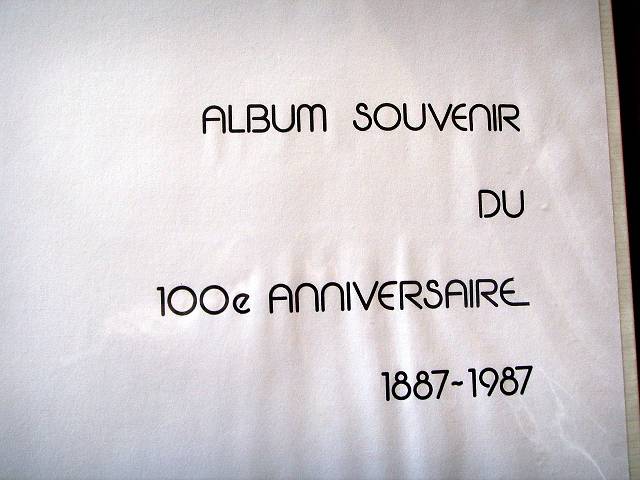 ALBUM SOUVENIR
DU
100e ANNIVERSAIRE
1887~1987